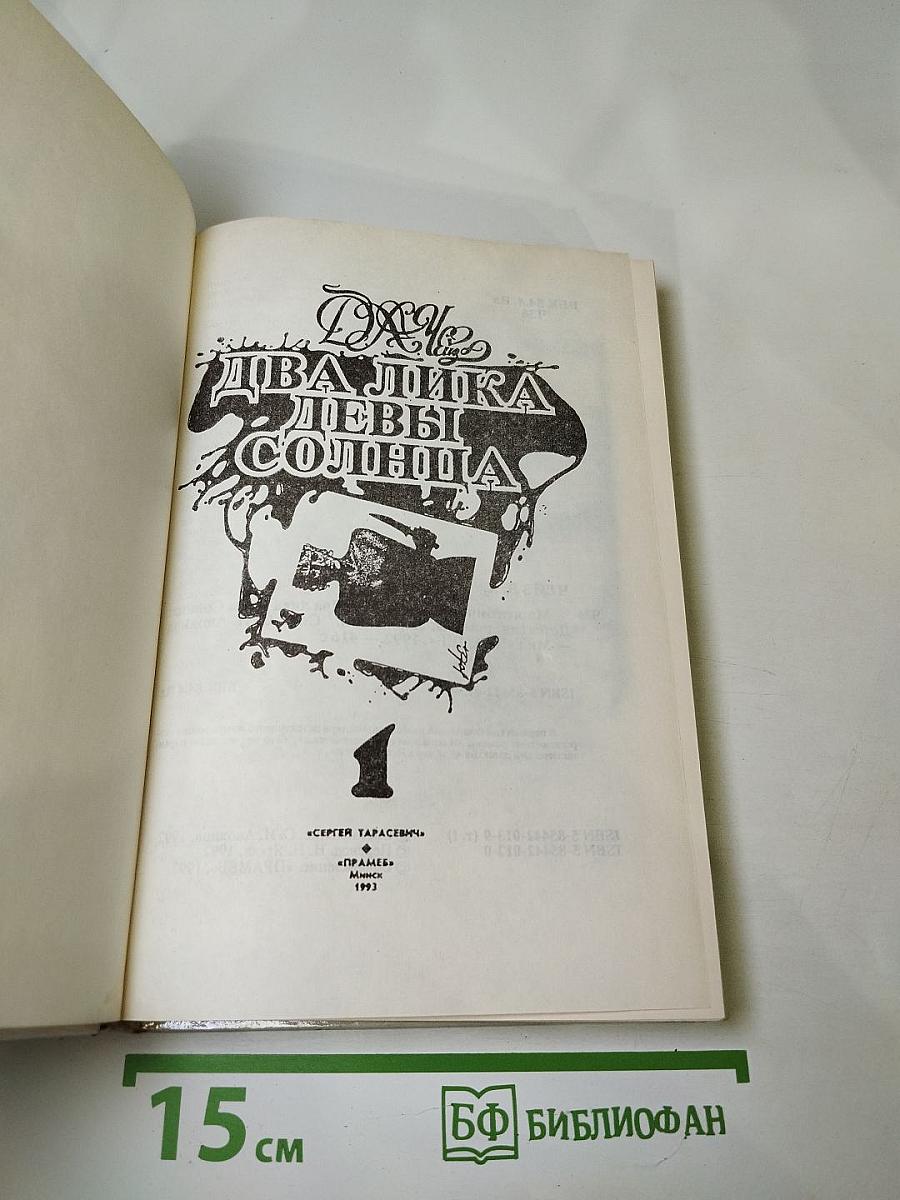 ДЖ. Чейз
ДВА ЛИКА
ДЕВЫ
СОЛНЦА
1
«СЕРГЕЙ ТАРАСЕВИЧ»
«ПРАМЕБ»
Минск
1993
15 см
БФ БИБЛИОФАН